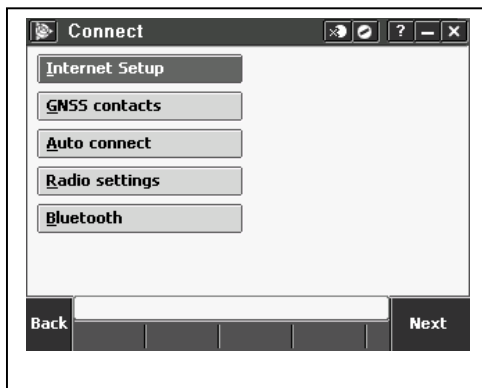 Connect ?
Internet Setup
GNSS contacts
Auto connect
Radio settings
Bluetooth
Back Next